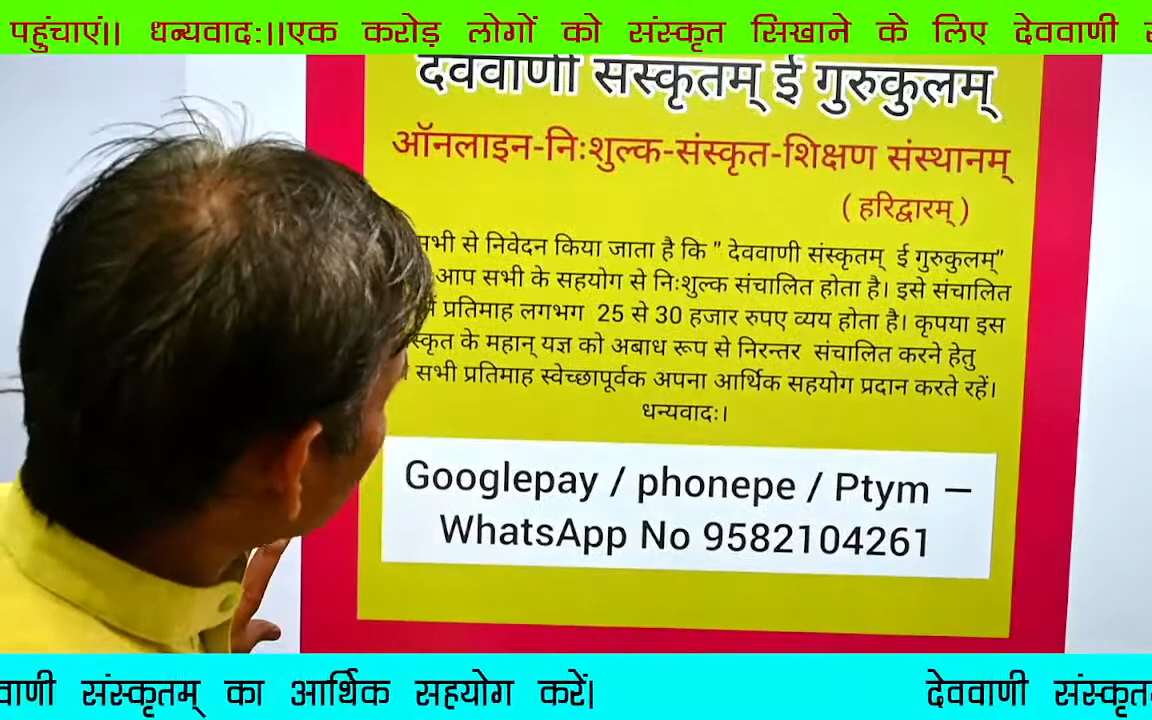 पहुंचाएं।। धन्यवाद:।।एक करोड़ लोगों को संस्कृत सिखाने के लिए देववाणी
देववाणी संस्कृतम् ई गुरुकुलम्
ऑनलाइन-निःशुल्क-संस्कृत-शिक्षण संस्थानम्
( हरिद्वारम् )
सभी से निवेदन किया जाता है कि " देववाणी संस्कृतम् ई गुरुकुलम्"
आप सभी के सहयोग से निःशुल्क संचालित होता है। इसे संचालित
प्रतिमाह लगभग 25 से 30 हजार रुपए व्यय होता है। कृपया इस
के महान् यज्ञ को अबाध रूप से निरन्तर संचालित करने हेतु
सभी प्रतिमाह स्वेच्छापूर्वक अपना आर्थिक सहयोग प्रदान करते रहें।
धन्यवादः।
Googlepay / phonepe / Ptym –
WhatsApp No 9582104261
संस्कृतम् का आर्थिक सहयोग करें। देववाणी